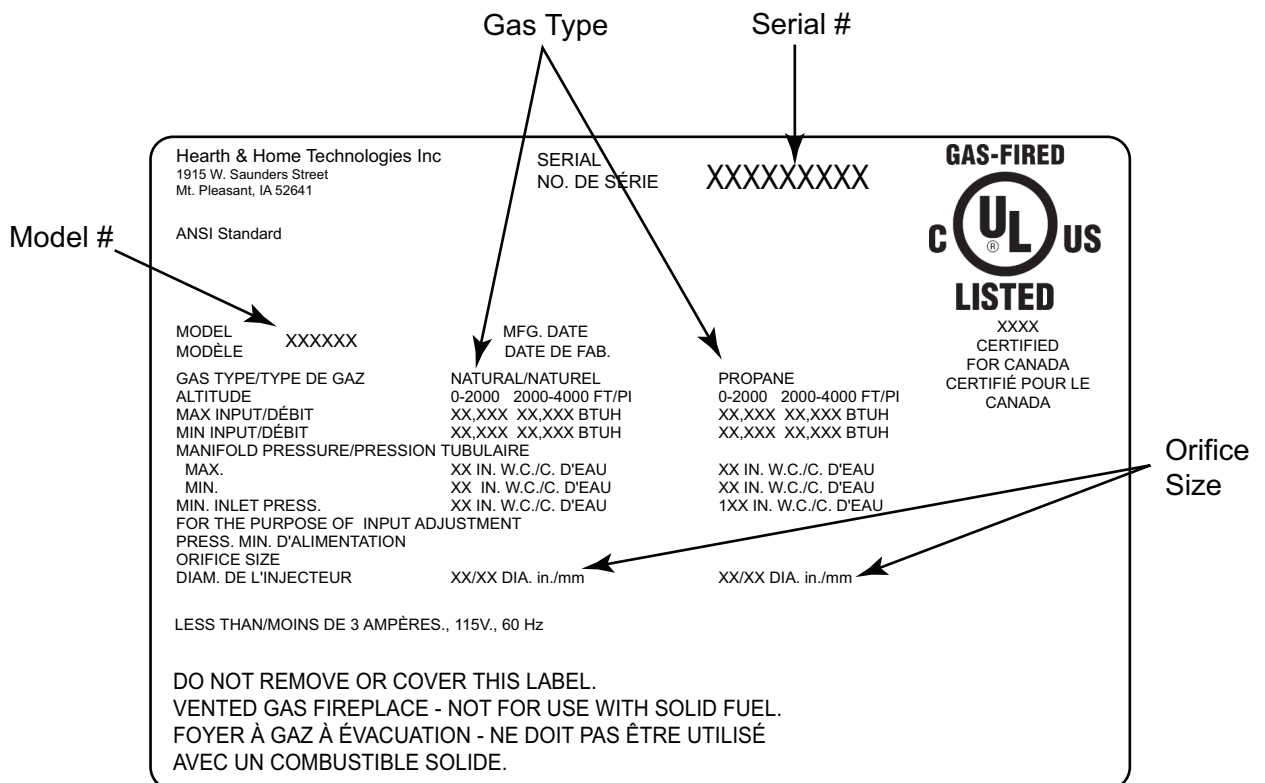 Gas Type
Serial #
Hearth & Home Technologies Inc
1915 W. Saunders Street
Mt. Pleasant, IA 52641
SERIAL
NO. DE SÉRIE
XXXXXXXXX
GAS-FIRED
C UL ® US
LISTED
XXXX
CERTIFIED
FOR CANADA
CERTIFIÉ POUR LE
CANADA
Model #
ANSI Standard
MODEL
MODÈLE
XXXXXX
MFG. DATE
DATE DE FAB.
GAS TYPE/TYPE DE GAZ NATURAL/NATUREL PROPANE
ALTITUDE 0-2000 2000-4000 FT/PI 0-2000 2000-4000 FT/PI
MAX INPUT/DÉBIT XX,XXX XX,XXX BTUH XX,XXX XX,XXX BTUH
MIN INPUT/DÉBIT XX,XXX XX,XXX BTUH XX,XXX XX,XXX BTUH
MANIFOLD PRESSURE/PRESSION TUBULAIRE
MAX. XX IN. W.C./C. D'EAU XX IN. W.C./C. D'EAU
MIN. XX IN. W.C./C. D'EAU XX IN. W.C./C. D'EAU
MIN. INLET PRESS. XX IN. W.C./C. D'EAU 1XX IN. W.C./C. D'EAU
FOR THE PURPOSE OF INPUT ADJUSTMENT
PRESS. MIN. D'ALIMENTATION
ORIFICE SIZE
DIAM. DE L'INJECTEUR XX/XX DIA. in./mm XX/XX DIA. in./mm
Orifice
Size
LESS THAN/MOINS DE 3 AMPÈRES., 115V., 60 Hz
DO NOT REMOVE OR COVER THIS LABEL.
VENTED GAS FIREPLACE - NOT FOR USE WITH SOLID FUEL.
FOYER À GAZ À ÉVACUATION - NE DOIT PAS ÊTRE UTILISÉ
AVEC UN COMBUSTIBLE SOLIDE.